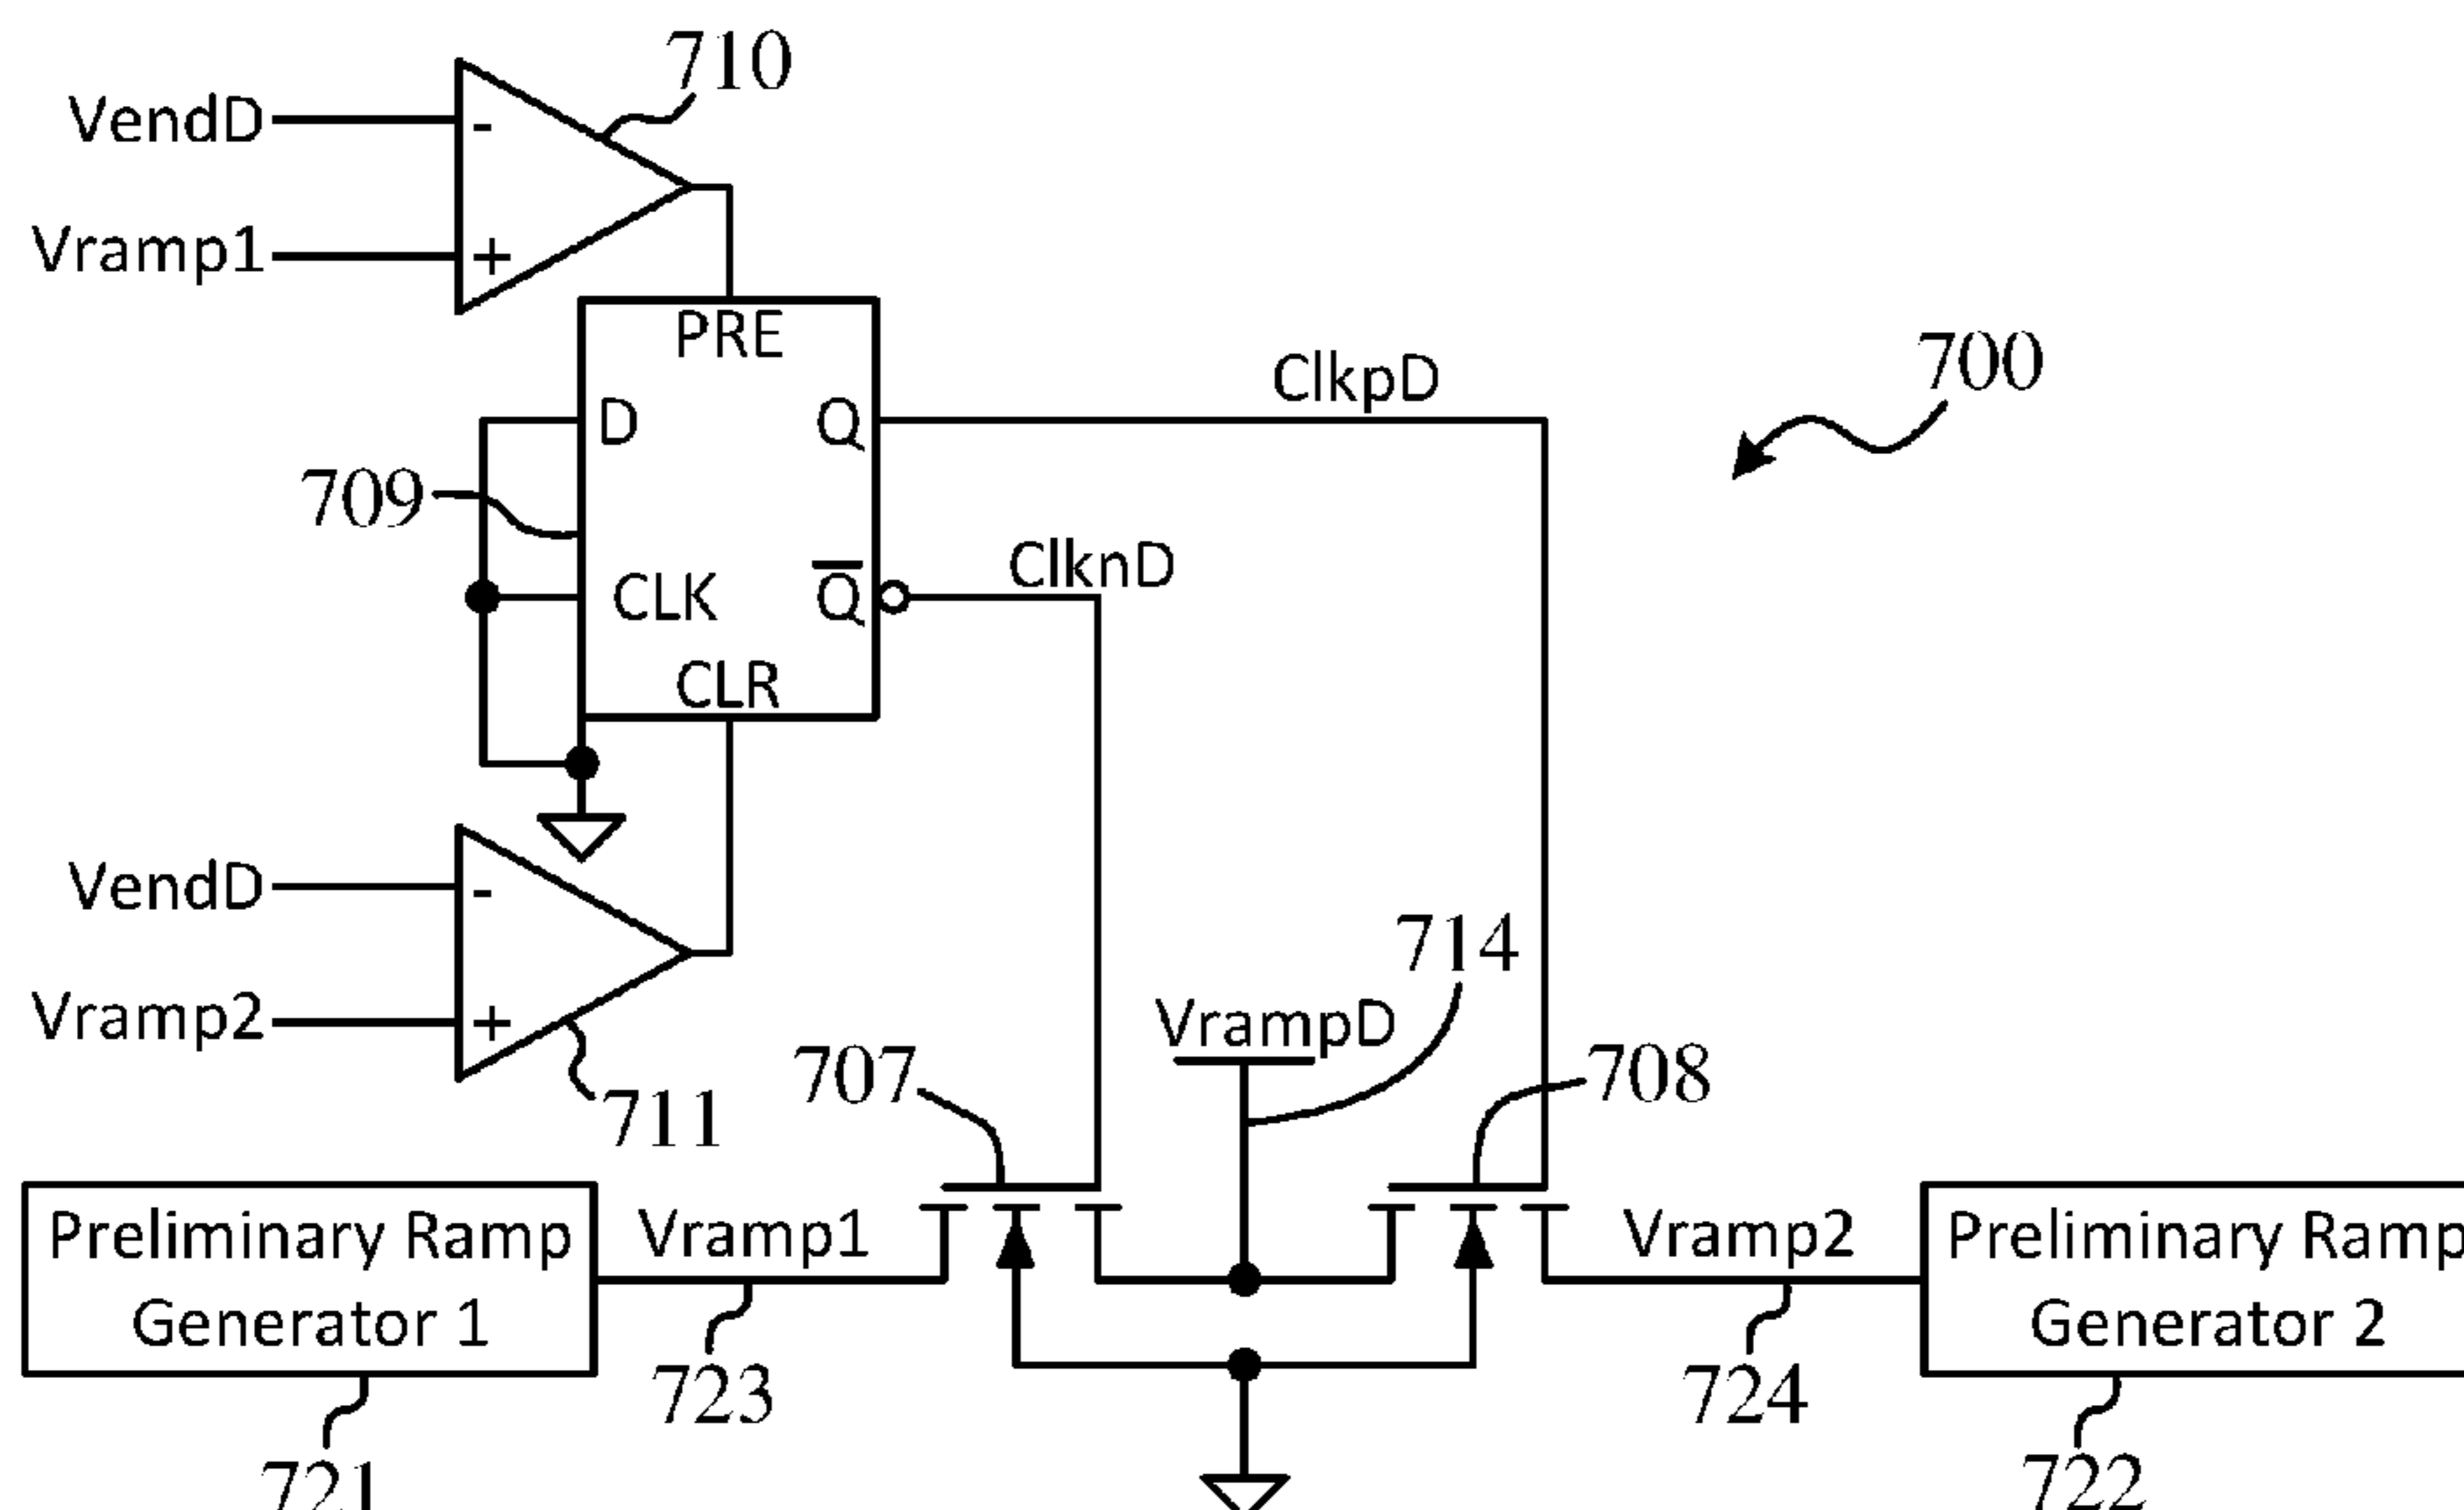 710
VendD
-
Vramp1
+
PRE
ClkpD
700
D
Q
709
ClknD
CLK
Q̅
CLR
VendD
-
714
Vramp2
+
VrampD
707
708
711
Preliminary Ramp
Generator 1
Vramp1
Vramp2
Preliminary Ramp
Generator 2
723
724
721
722